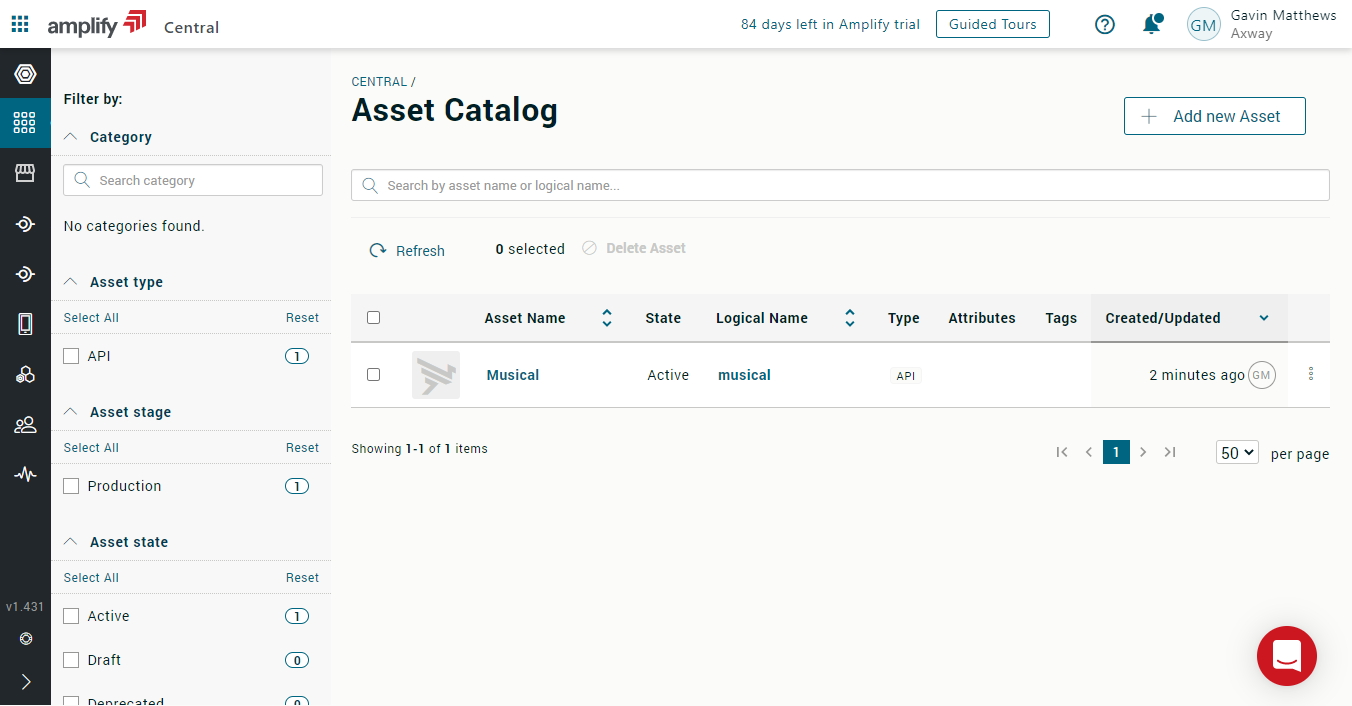 amplify Central
84 days left in Amplify trial
Guided Tours
GM
Gavin Matthews
Axway
Filter by:
Category
Search category
No categories found.
Asset type
Select All Reset
API 1
Asset stage
Select All Reset
Production 1
Asset state
Select All Reset
Active 1
Draft 0
Deprecated 0
v1.431
CENTRAL /
Asset Catalog
Add new Asset
Search by asset name or logical name...
Refresh 0 selected Delete Asset
Asset Name State Logical Name Type Attributes Tags Created/Updated
Musical Active musical API 2 minutes ago GM
Showing 1-1 of 1 items
1 50 per page